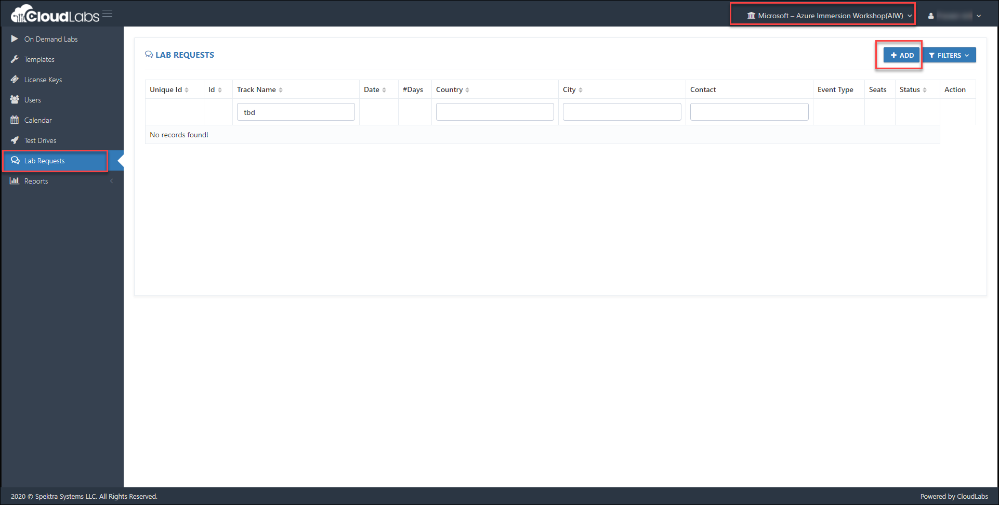 CloudLabs
Microsoft – Azure Immersion Workshop(AIW)
On Demand Labs
Templates
License Keys
Users
Calendar
Test Drives
Lab Requests
Reports
LAB REQUESTS
ADD
FILTERS
Unique Id Id Track Name Date #Days Country City Contact Event Type Seats Status Action
tbd
No records found!
2020 © Spektra Systems LLC. All Rights Reserved.
Powered by CloudLabs